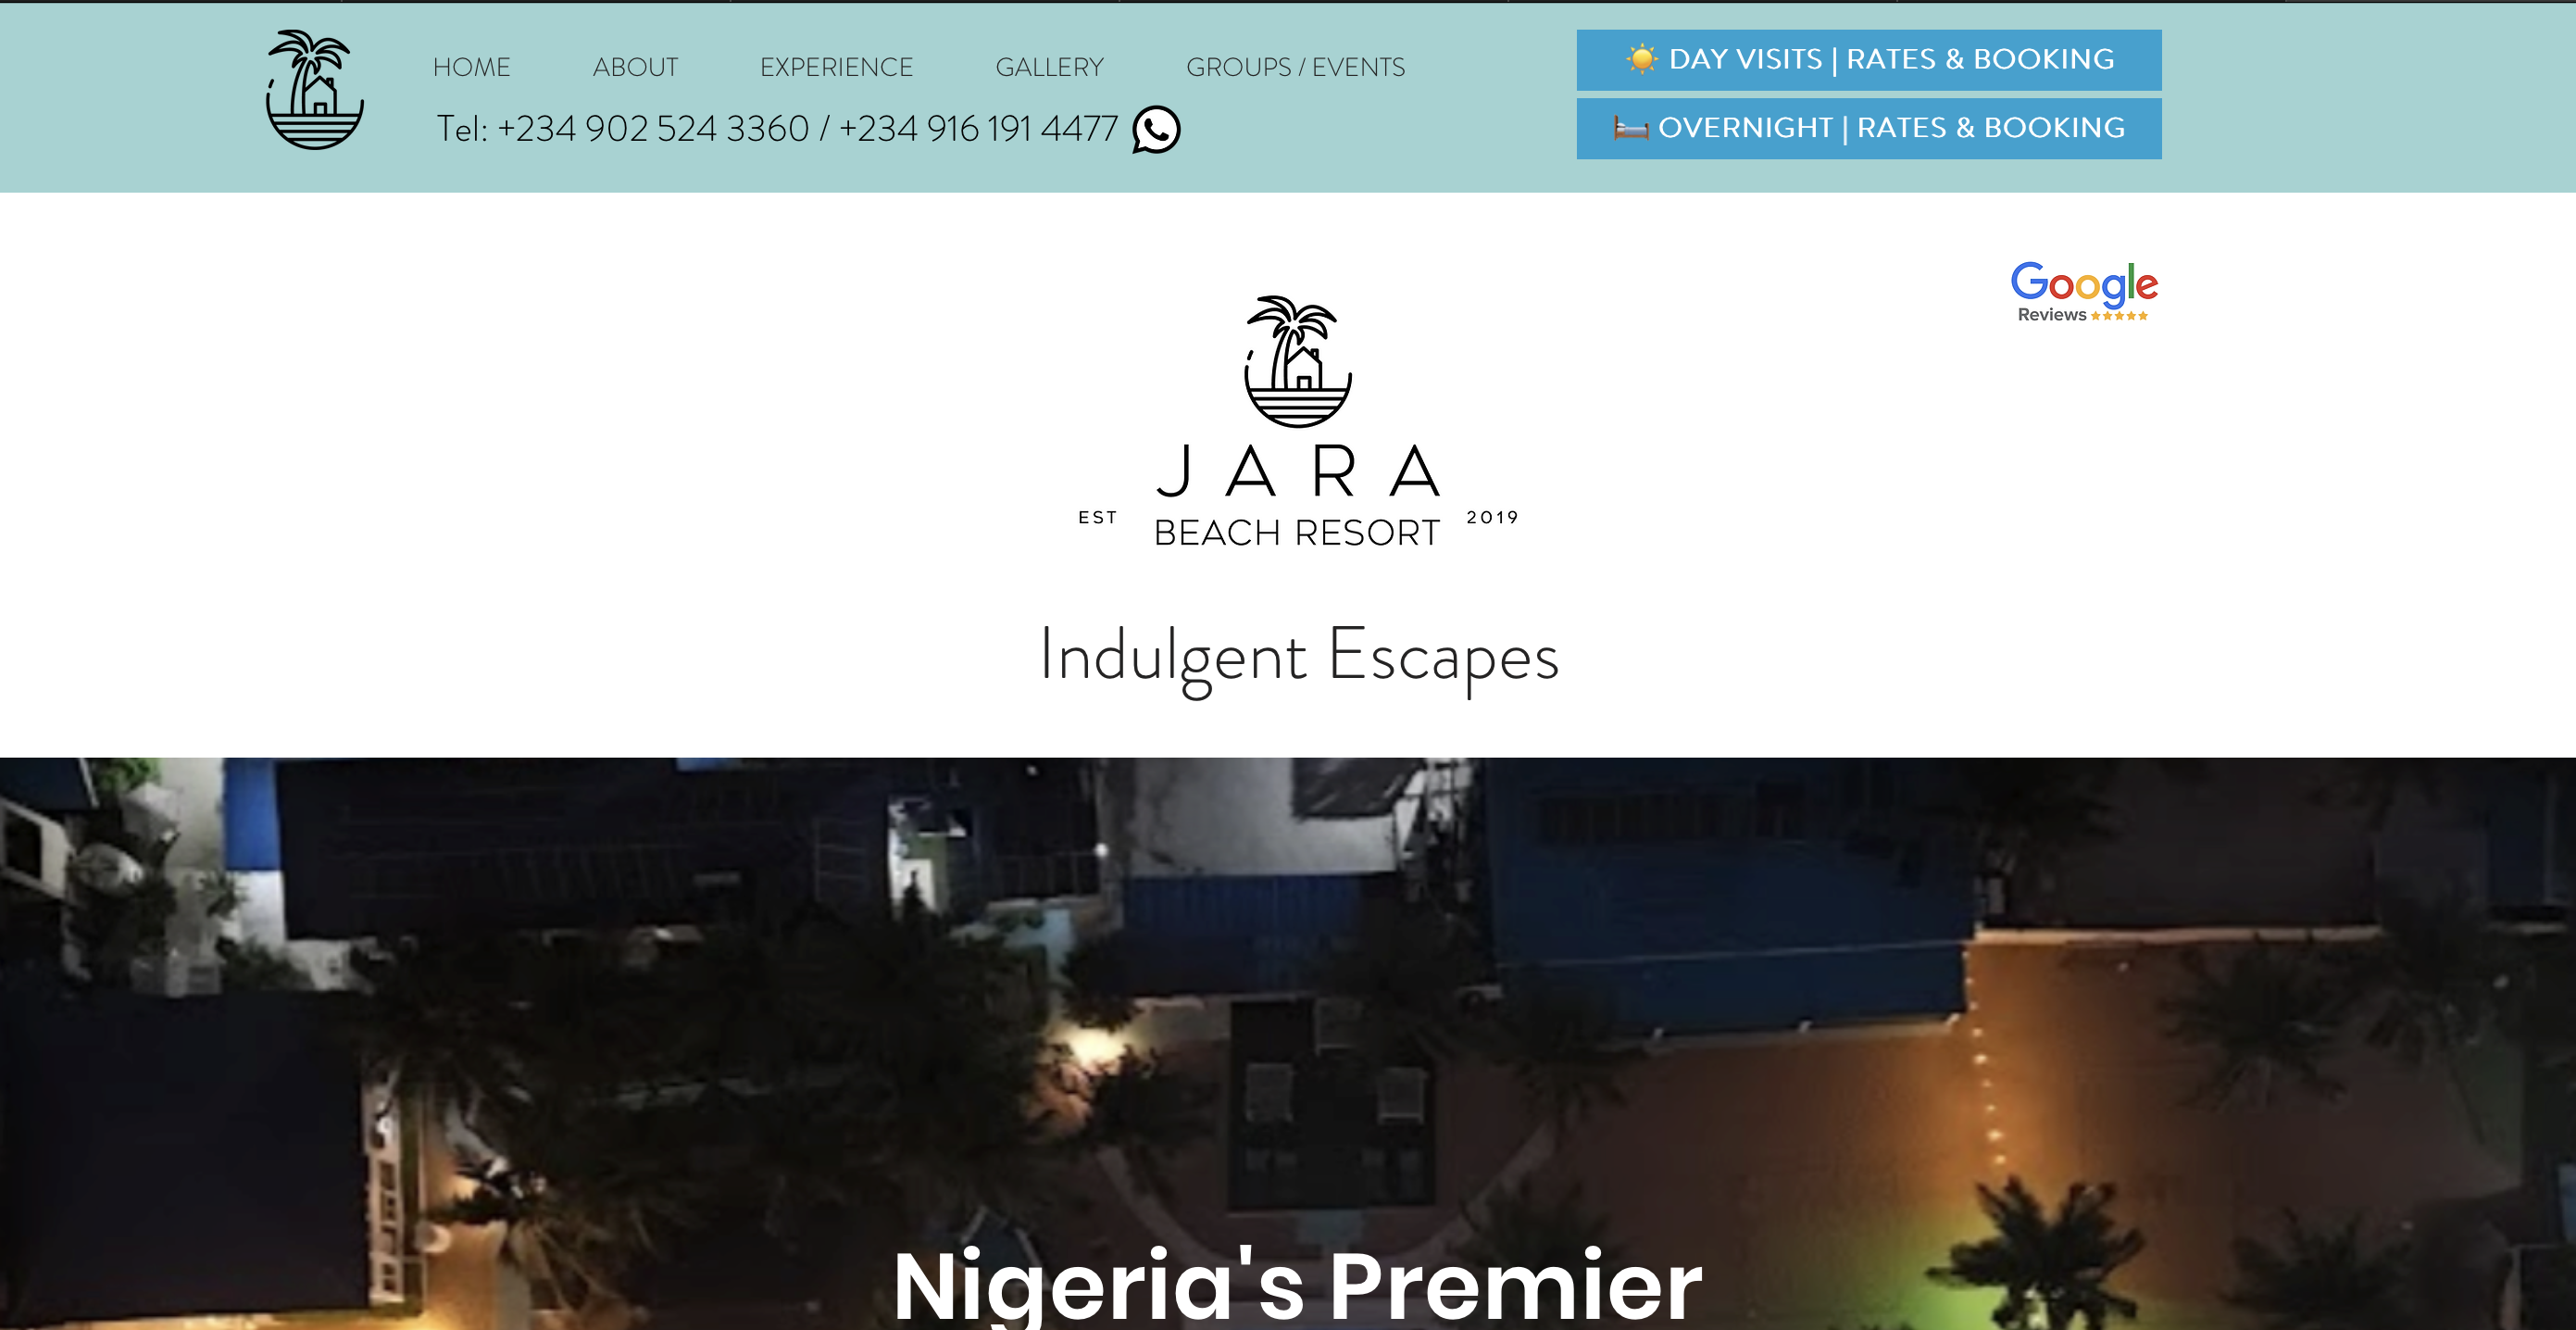 HOME ABOUT EXPERIENCE GALLERY GROUPS / EVENTS
Tel: +234 902 524 3360 / +234 916 191 4477
☀️ DAY VISITS | RATES & BOOKING
🛏️ OVERNIGHT | RATES & BOOKING
Google
Reviews ★★★★★
JARA
EST BEACH RESORT 2019
Indulgent Escapes
Nigeria's Premier